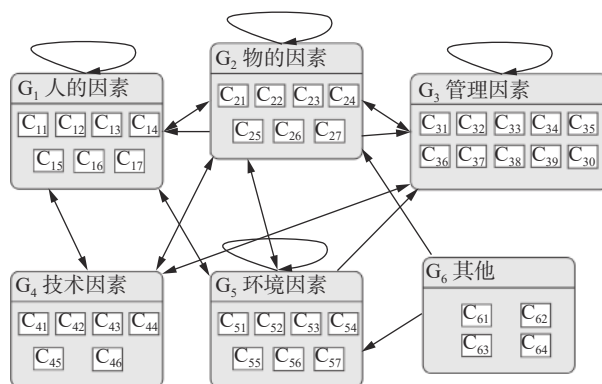 G₁ 人的因素
C₁₁ C₁₂ C₁₃ C₁₄
C₁₅ C₁₆ C₁₇
G₂ 物的因素
C₂₁ C₂₂ C₂₃ C₂₄
C₂₅ C₂₆ C₂₇
G₃ 管理因素
C₃₁ C₃₂ C₃₃ C₃₄ C₃₅
C₃₆ C₃₇ C₃₈ C₃₉ C₃₀
G₄ 技术因素
C₄₁ C₄₂ C₄₃ C₄₄
C₄₅ C₄₆
G₅ 环境因素
C₅₁ C₅₂ C₅₃ C₅₄
C₅₅ C₅₆ C₅₇
G₆ 其他
C₆₁ C₆₂
C₆₃ C₆₄